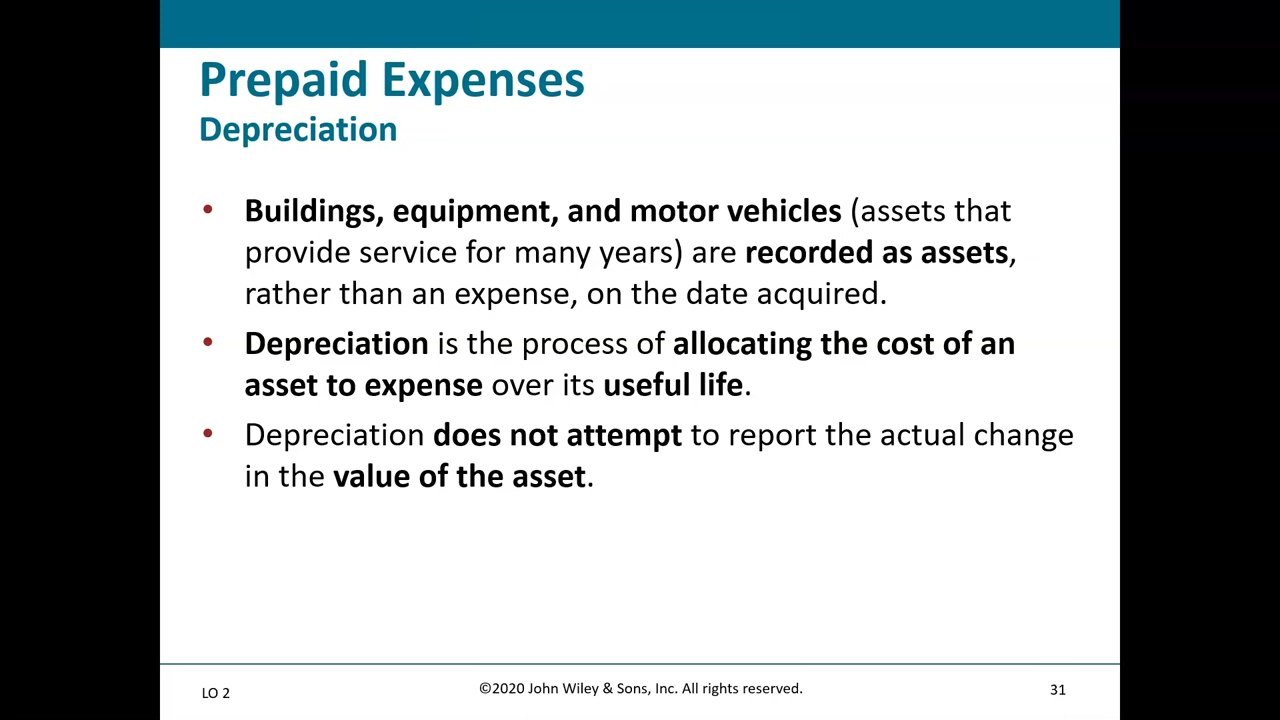 Prepaid Expenses
Depreciation
• Buildings, equipment, and motor vehicles (assets that
provide service for many years) are recorded as assets,
rather than an expense, on the date acquired.
• Depreciation is the process of allocating the cost of an
asset to expense over its useful life.
• Depreciation does not attempt to report the actual change
in the value of the asset.
LO 2
©2020 John Wiley & Sons, Inc. All rights reserved.
31